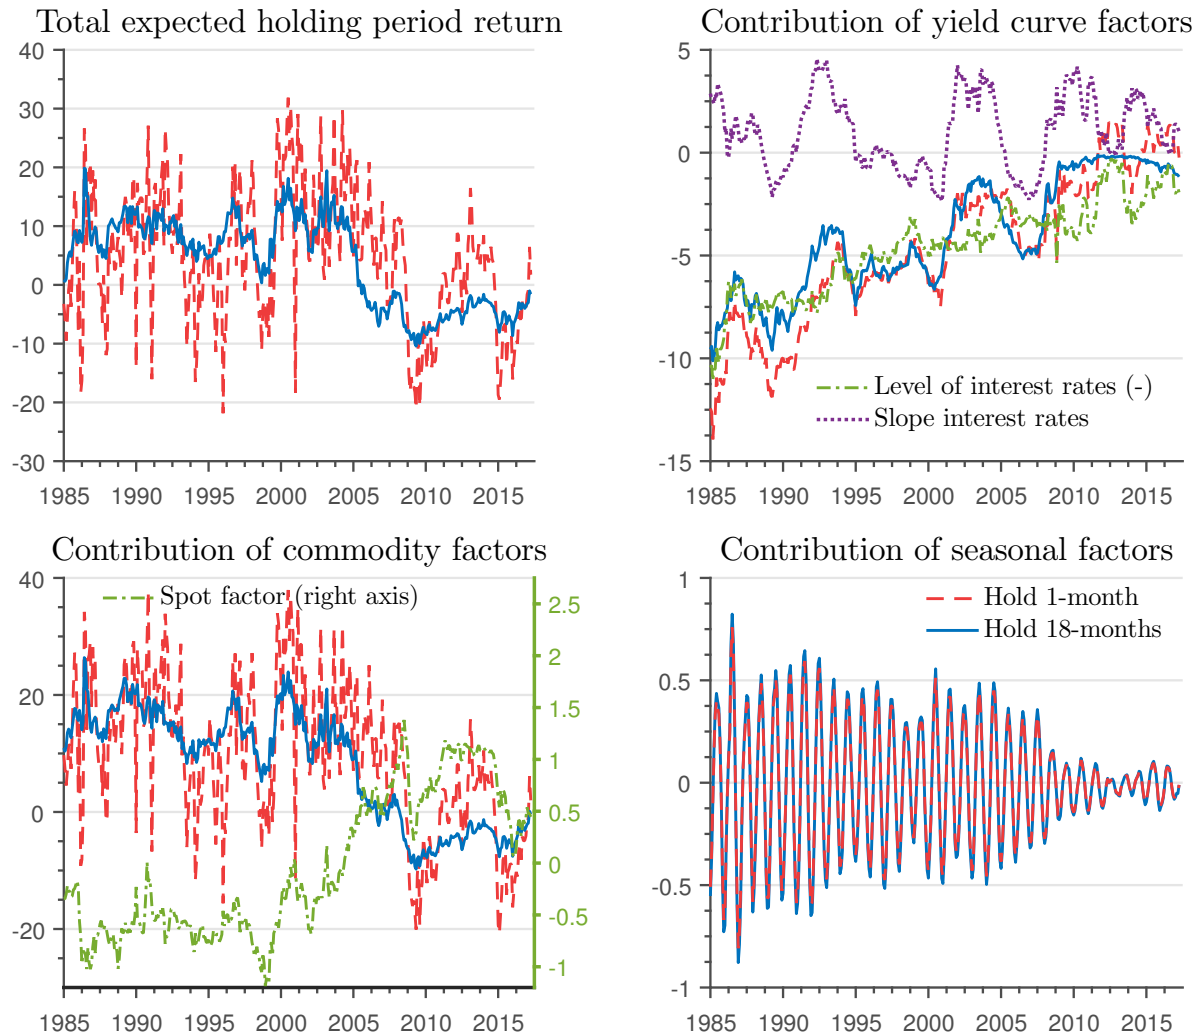 Total expected holding period return
40
30
20
10
0
-10
-20
-30
1985 1990 1995 2000 2005 2010 2015
Contribution of yield curve factors
5
0
-5
-10
-15
Level of interest rates (-)
Slope interest rates
1985 1990 1995 2000 2005 2010 2015
Contribution of commodity factors
40
20
0
-20
Spot factor (right axis)
2.5
2
1.5
1
0.5
0
-0.5
-1
1985 1990 1995 2000 2005 2010 2015
Contribution of seasonal factors
1
0.5
0
-0.5
-1
Hold 1-month
Hold 18-months
1985 1990 1995 2000 2005 2010 2015